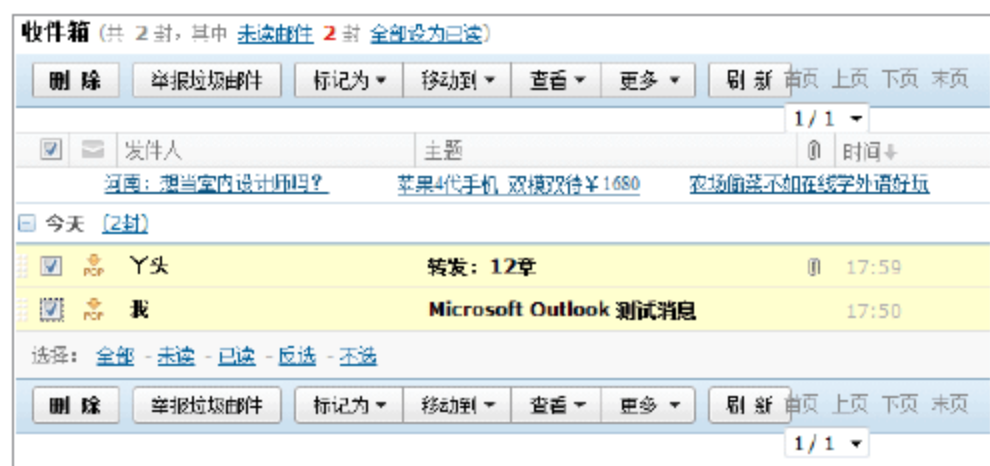 收件箱 (共 2 封，其中 未读邮件 2 封 全部设为已读)
删 除 举报垃圾邮件 标记为 移动到 查看 更多 刷 新 首页 上页 下页 末页
1 / 1
发件人 主题 时间
河南：想当室内设计师吗？ 苹果4代手机 双模双待￥1680 农场偷菜不如在线学外语好玩
今天 (2封)
POP 丫头 转发：12章 17:59
POP 我 Microsoft Outlook 测试消息 17:50
选择： 全部 - 未读 - 已读 - 反选 - 不选
删 除 举报垃圾邮件 标记为 移动到 查看 更多 刷 新 首页 上页 下页 末页
1 / 1